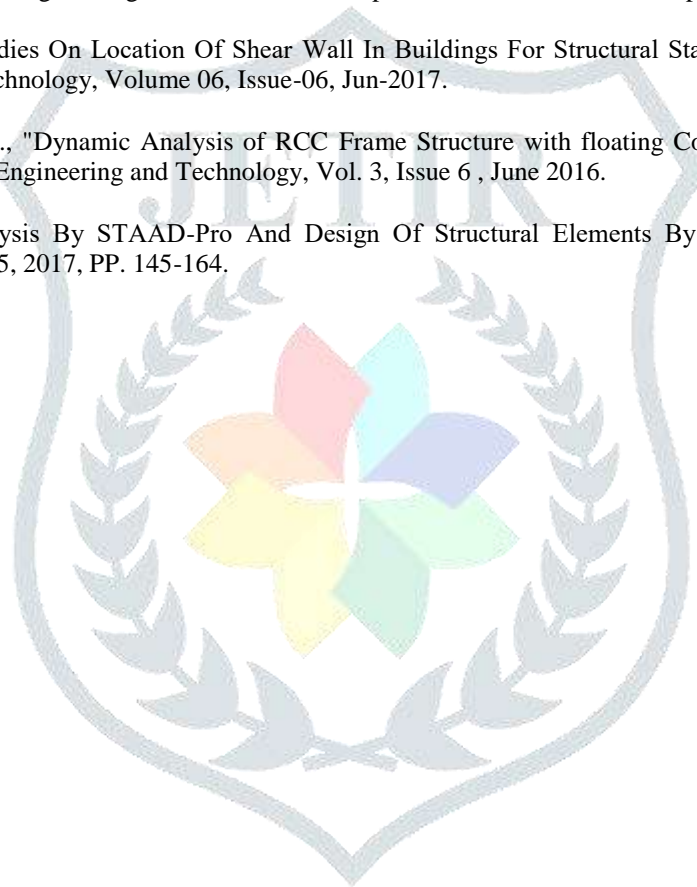 dies On Location Of Shear Wall In Buildings For Structural Sta
chnology, Volume 06, Issue-06, Jun-2017.
., "Dynamic Analysis of RCC Frame Structure with floating Co
Engineering and Technology, Vol. 3, Issue 6 , June 2016.
JETIR
ysis By STAAD-Pro And Design Of Structural Elements By
5, 2017, PP. 145-164.